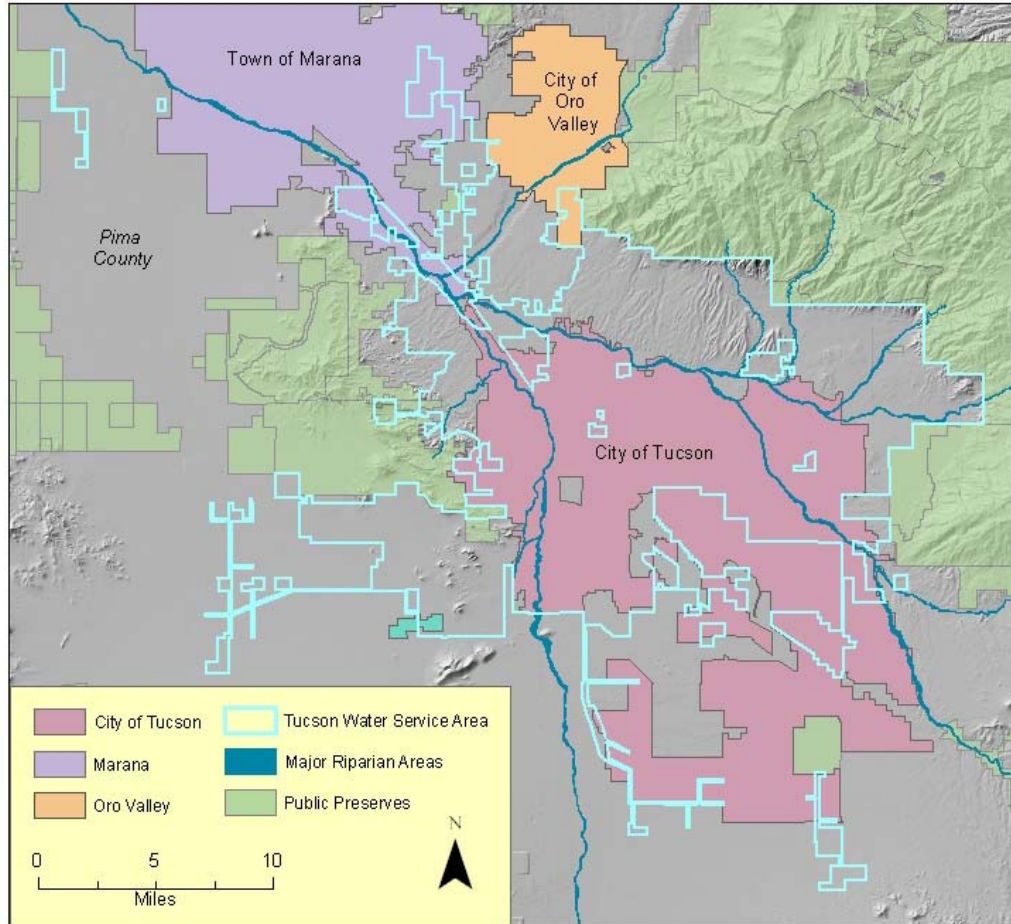 Town of Marana
City of
Oro
Valley
Pima
County
City of Tucson
City of Tucson
Tucson Water Service Area
Marana
Major Riparian Areas
Oro Valley
Public Preserves
N
0
5
10
Miles